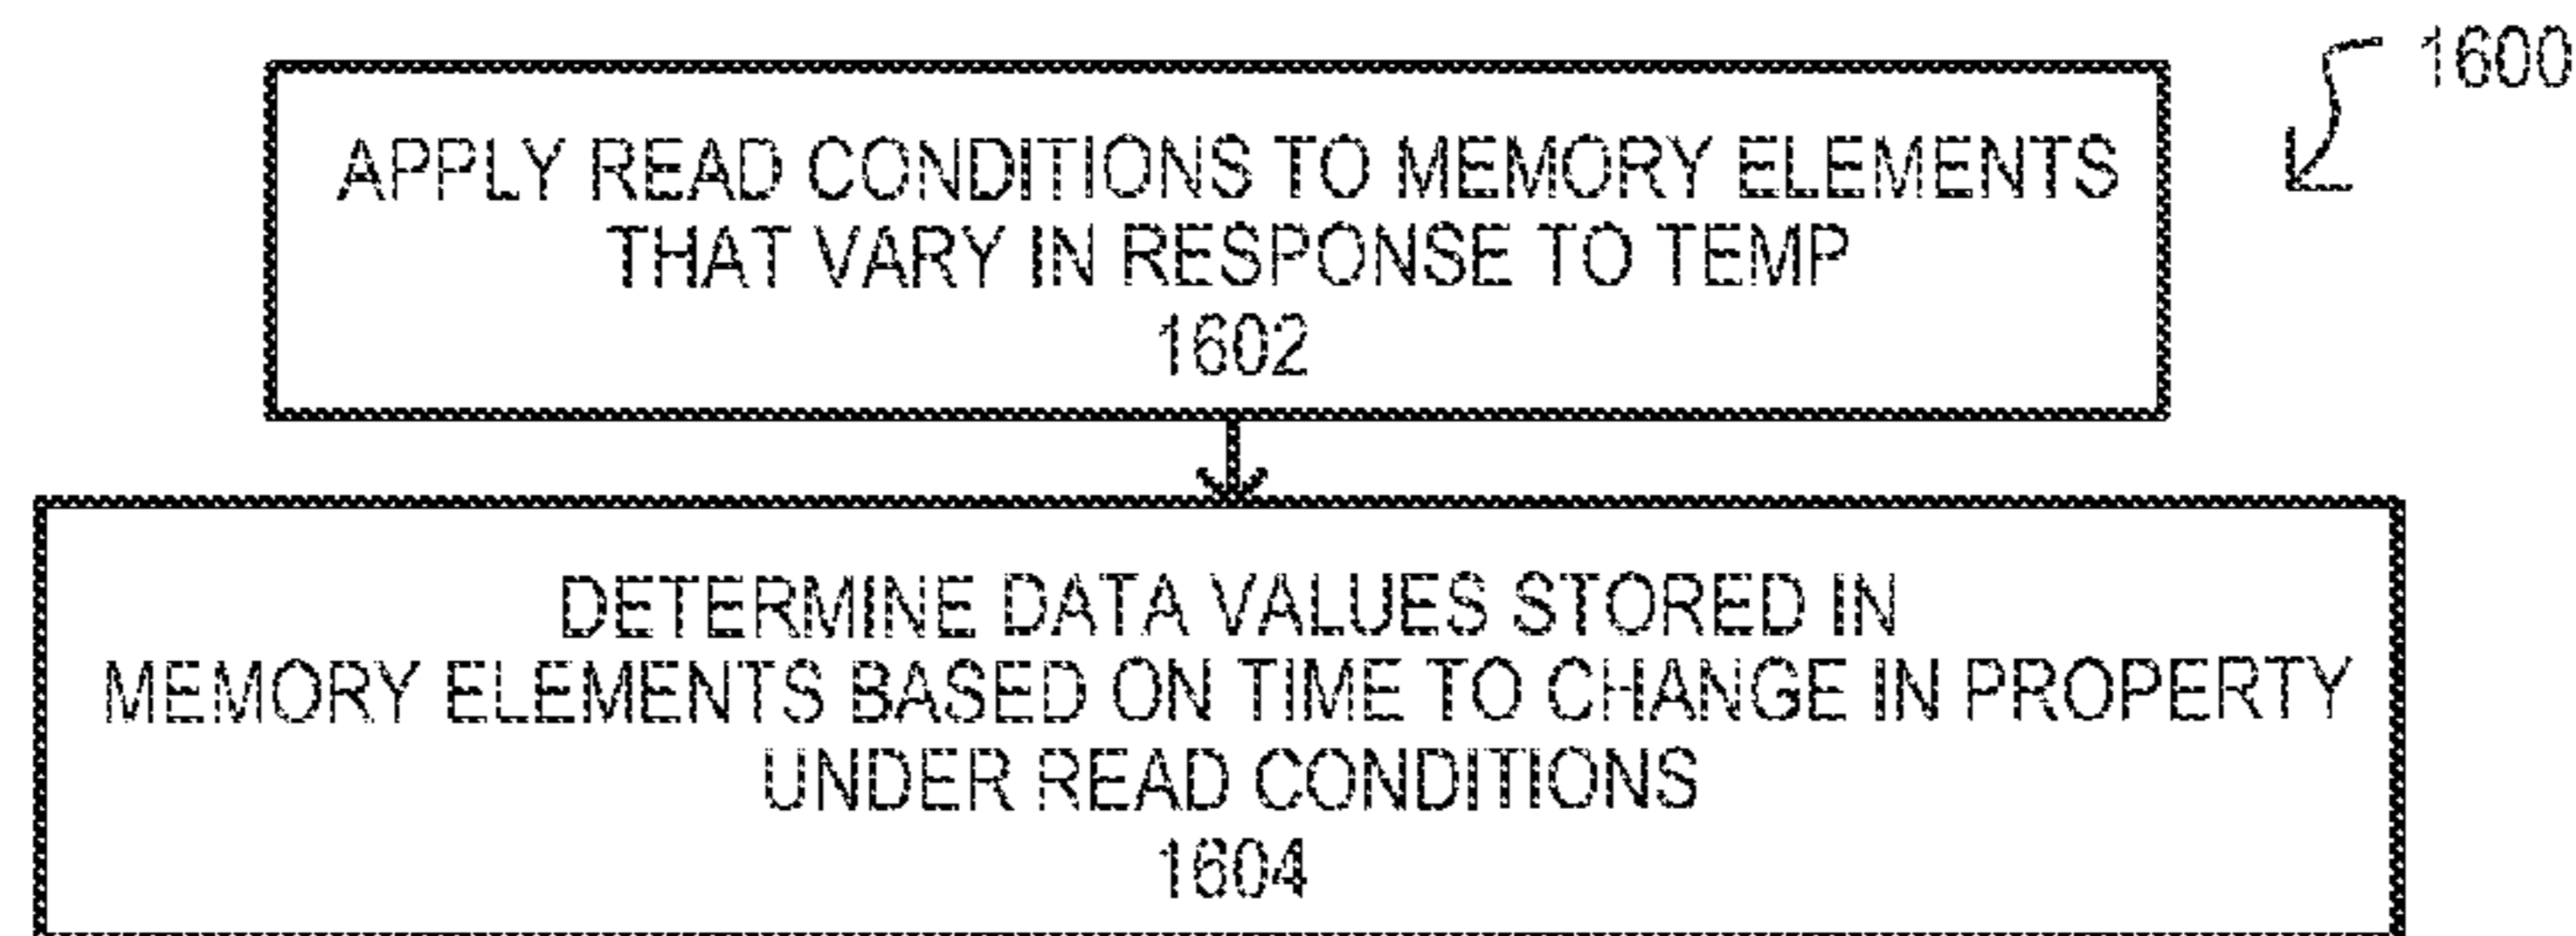 1600
APPLY READ CONDITIONS TO MEMORY ELEMENTS
THAT VARY IN RESPONSE TO TEMP
1602
DETERMINE DATA VALUES STORED IN
MEMORY ELEMENTS BASED ON TIME TO CHANGE IN PROPERTY
UNDER READ CONDITIONS
1604